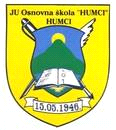 JU Osnovna škola "HUMCI"
HUMCI
15.05.1946